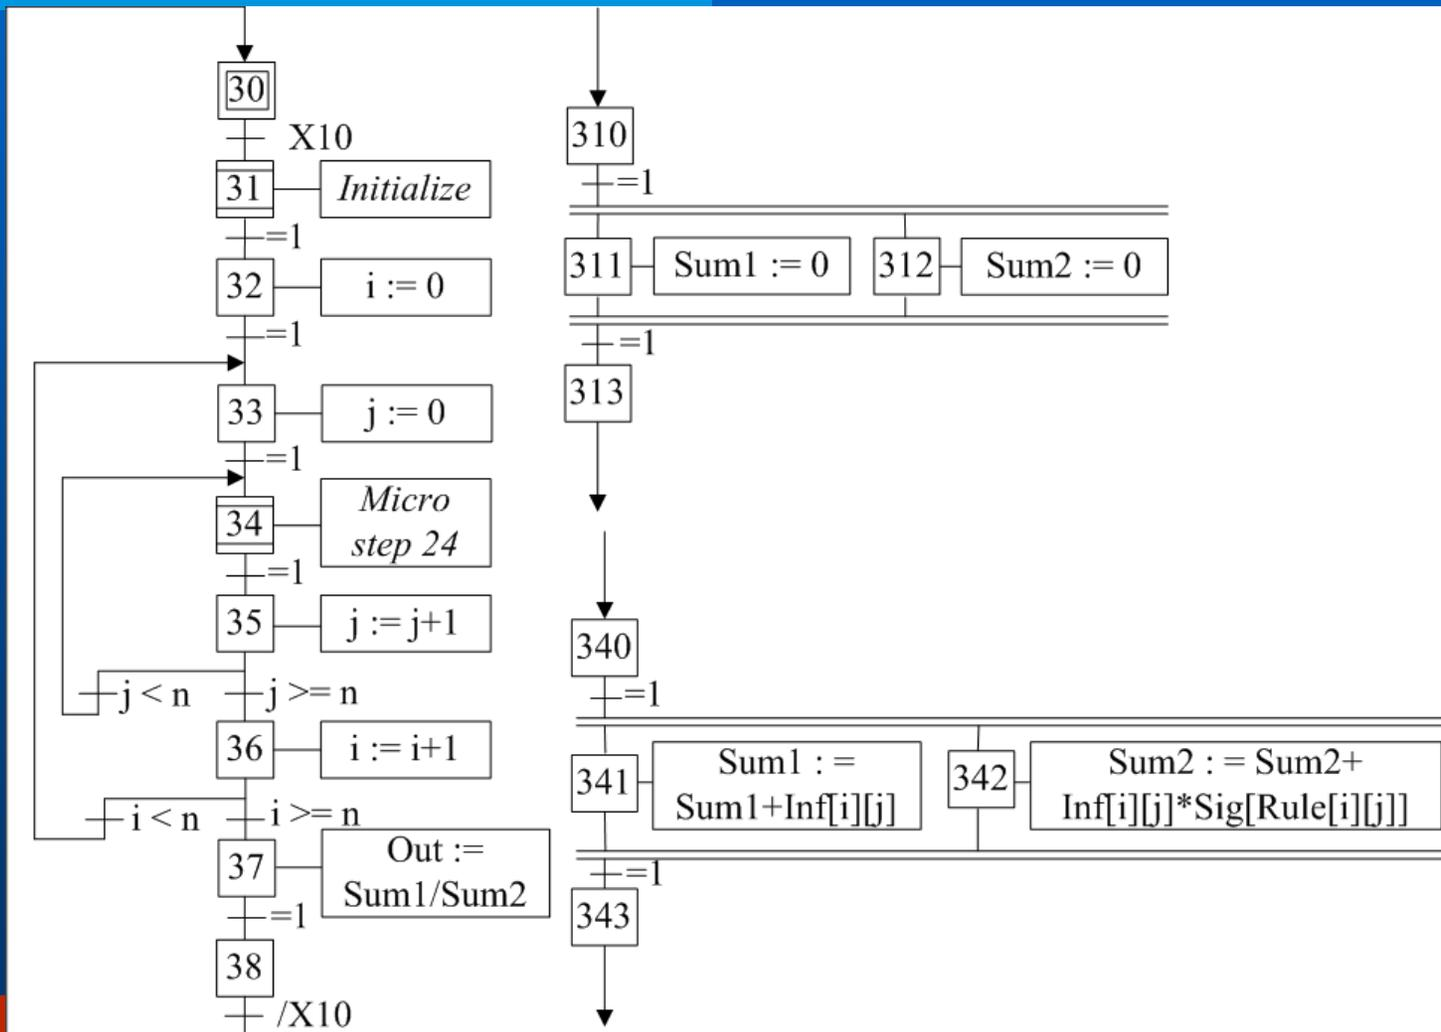 30
X10
31
Initialize
=1
32
i := 0
=1
33
j := 0
=1
34
Micro
step 24
=1
35
j := j+1
j < n
j >= n
36
i := i+1
i < n
i >= n
37
Out :=
Sum1/Sum2
=1
38
/X10
310
=1
311
Sum1 := 0
312
Sum2 := 0
=1
313
340
=1
341
Sum1 : =
Sum1+Inf[i][j]
342
Sum2 : = Sum2+
Inf[i][j]*Sig[Rule[i][j]]
=1
343